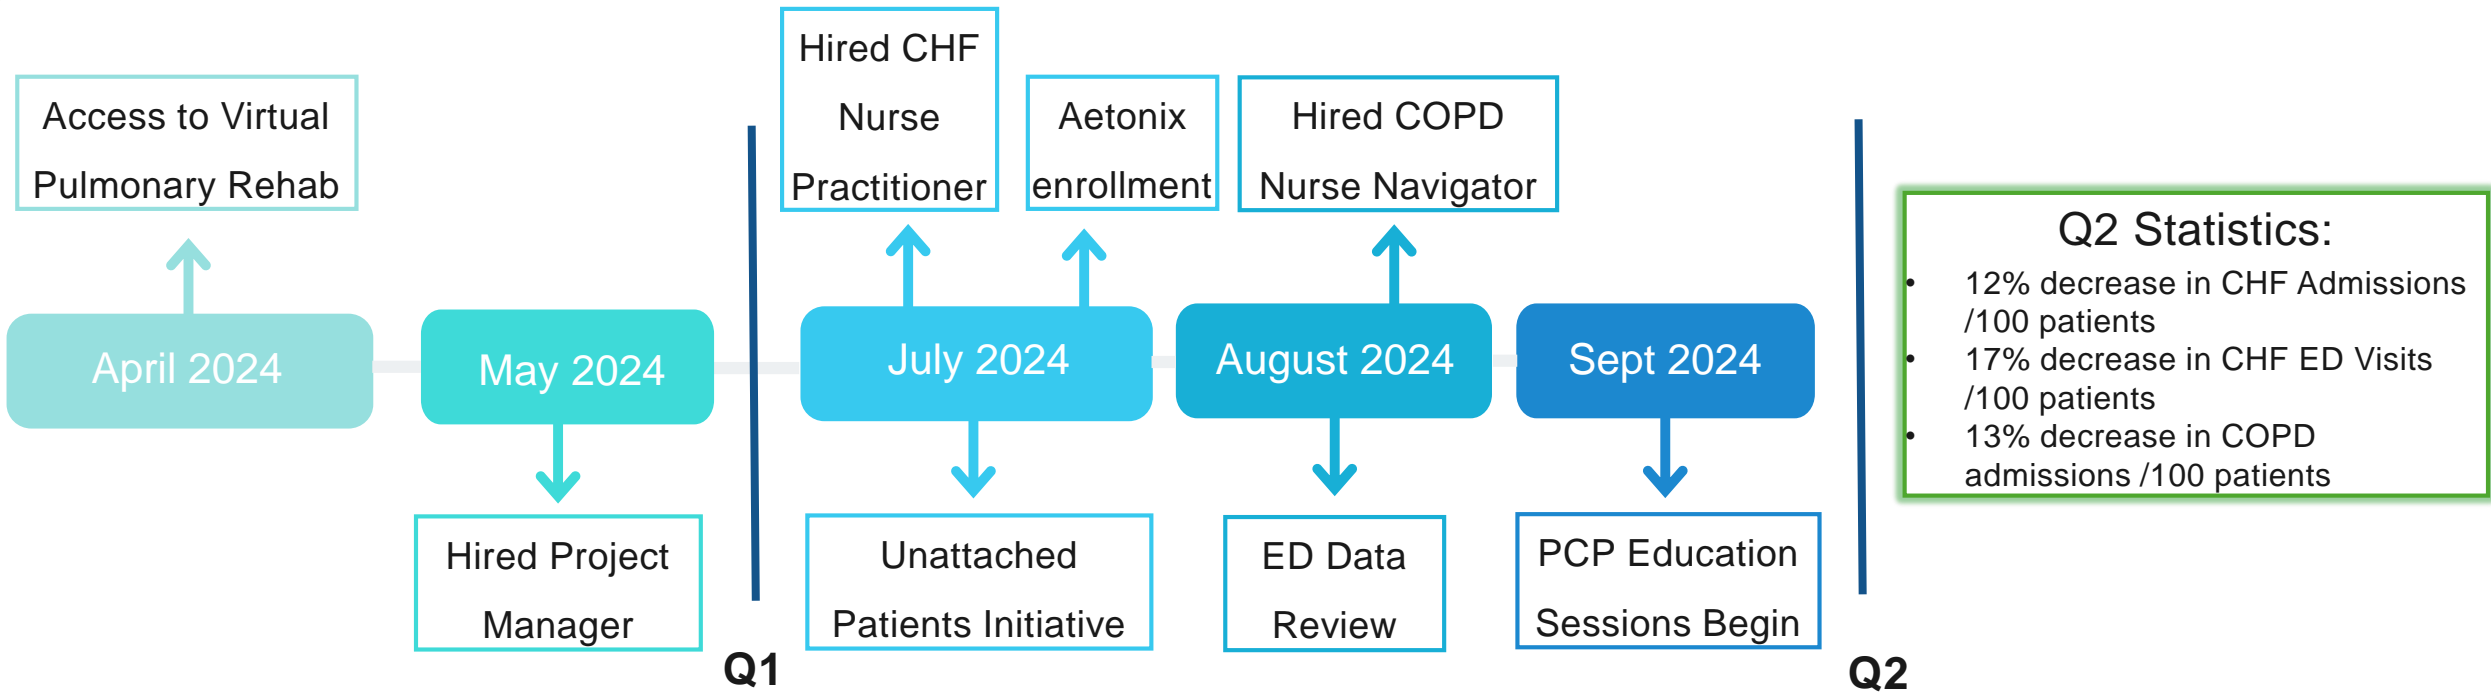 Hired CHF
Nurse
Practitioner
Access to Virtual
Pulmonary Rehab
Aetonix
enrollment
Hired COPD
Nurse Navigator
April 2024
May 2024
July 2024
August 2024
Sept 2024
Hired Project
Manager
Unattached
Patients Initiative
ED Data
Review
PCP Education
Sessions Begin
Q1
Q2
Q2 Statistics:
• 12% decrease in CHF Admissions
/100 patients
• 17% decrease in CHF ED Visits
/100 patients
• 13% decrease in COPD
admissions /100 patients